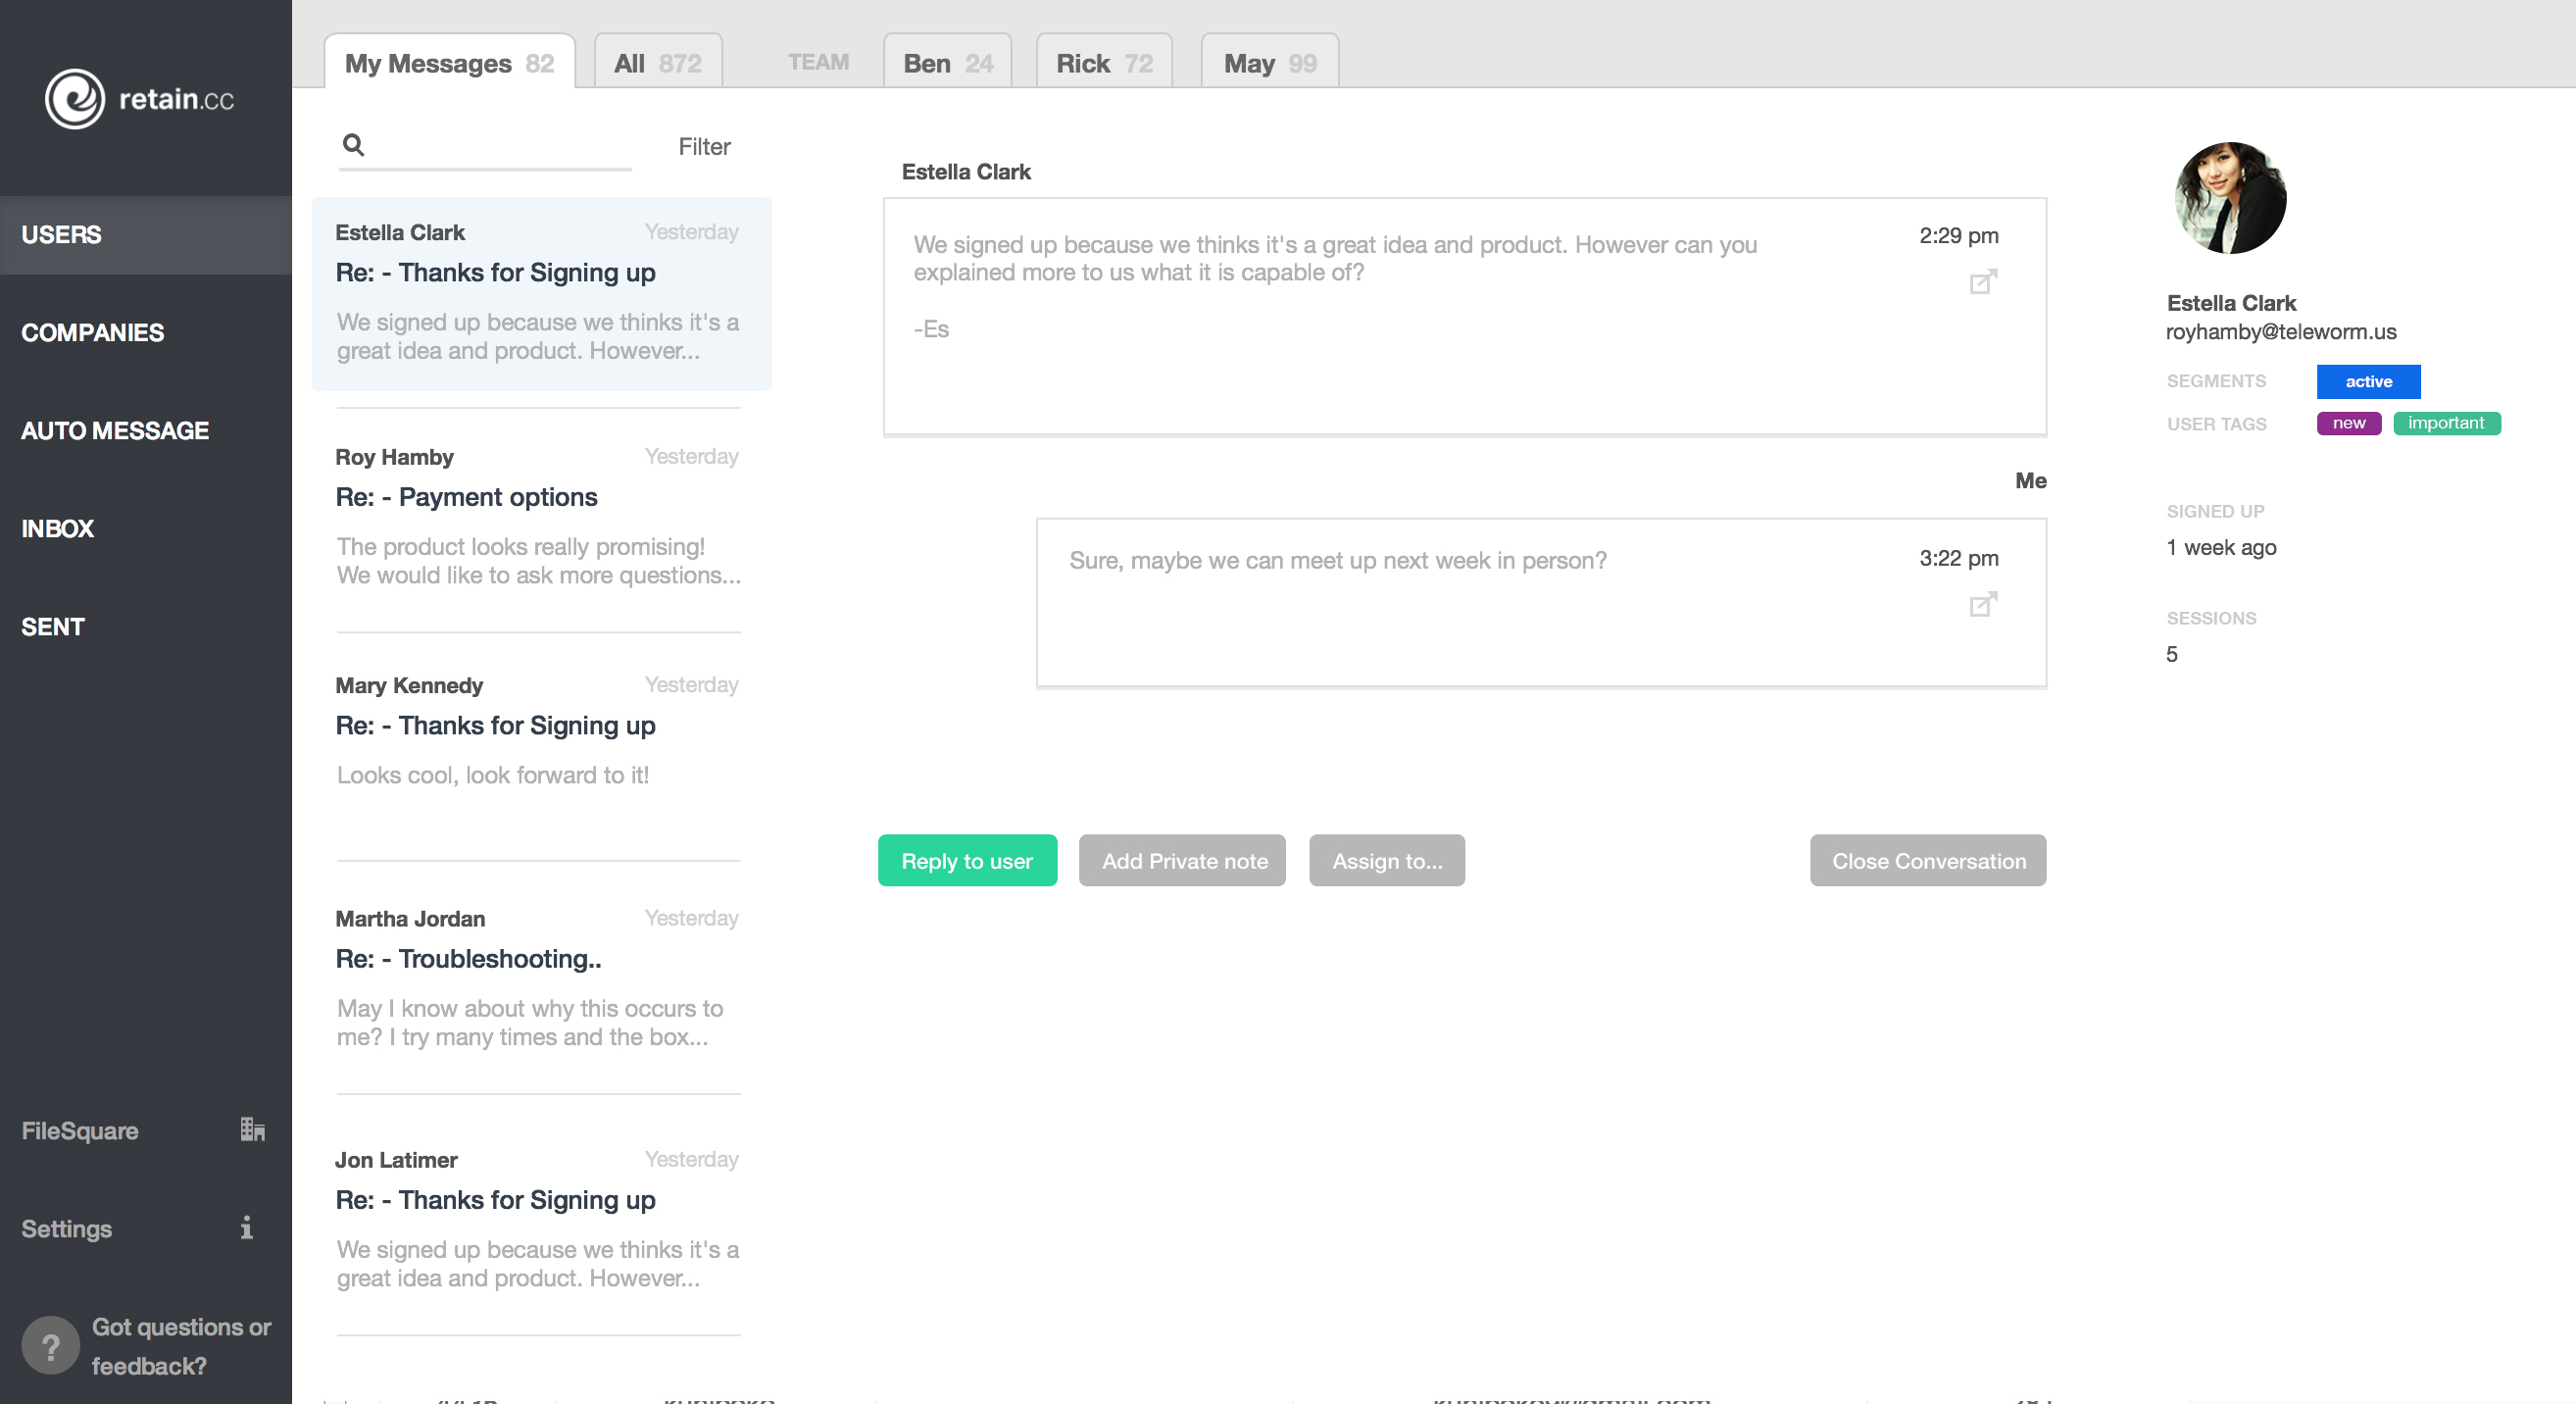 retain.cc
USERS
COMPANIES
AUTO MESSAGE
INBOX
SENT
FileSquare
Settings
Got questions or
feedback?
?
My Messages 82
All 872
TEAM
Ben 24
Rick 72
May 99
Filter
Estella Clark Yesterday
Re: - Thanks for Signing up
We signed up because we thinks it's a
great idea and product. However...
Roy Hamby Yesterday
Re: - Payment options
The product looks really promising!
We would like to ask more questions...
Mary Kennedy Yesterday
Re: - Thanks for Signing up
Looks cool, look forward to it!
Martha Jordan Yesterday
Re: - Troubleshooting..
May I know about why this occurs to
me? I try many times and the box...
Jon Latimer Yesterday
Re: - Thanks for Signing up
We signed up because we thinks it's a
great idea and product. However...
Estella Clark
We signed up because we thinks it's a great idea and product. However can you
explained more to us what it is capable of?
-Es
2:29 pm
Me
Sure, maybe we can meet up next week in person?
3:22 pm
Reply to user
Add Private note
Assign to...
Close Conversation
Estella Clark
royhamby@teleworm.us
SEGMENTS active
USER TAGS new important
SIGNED UP
1 week ago
SESSIONS
5